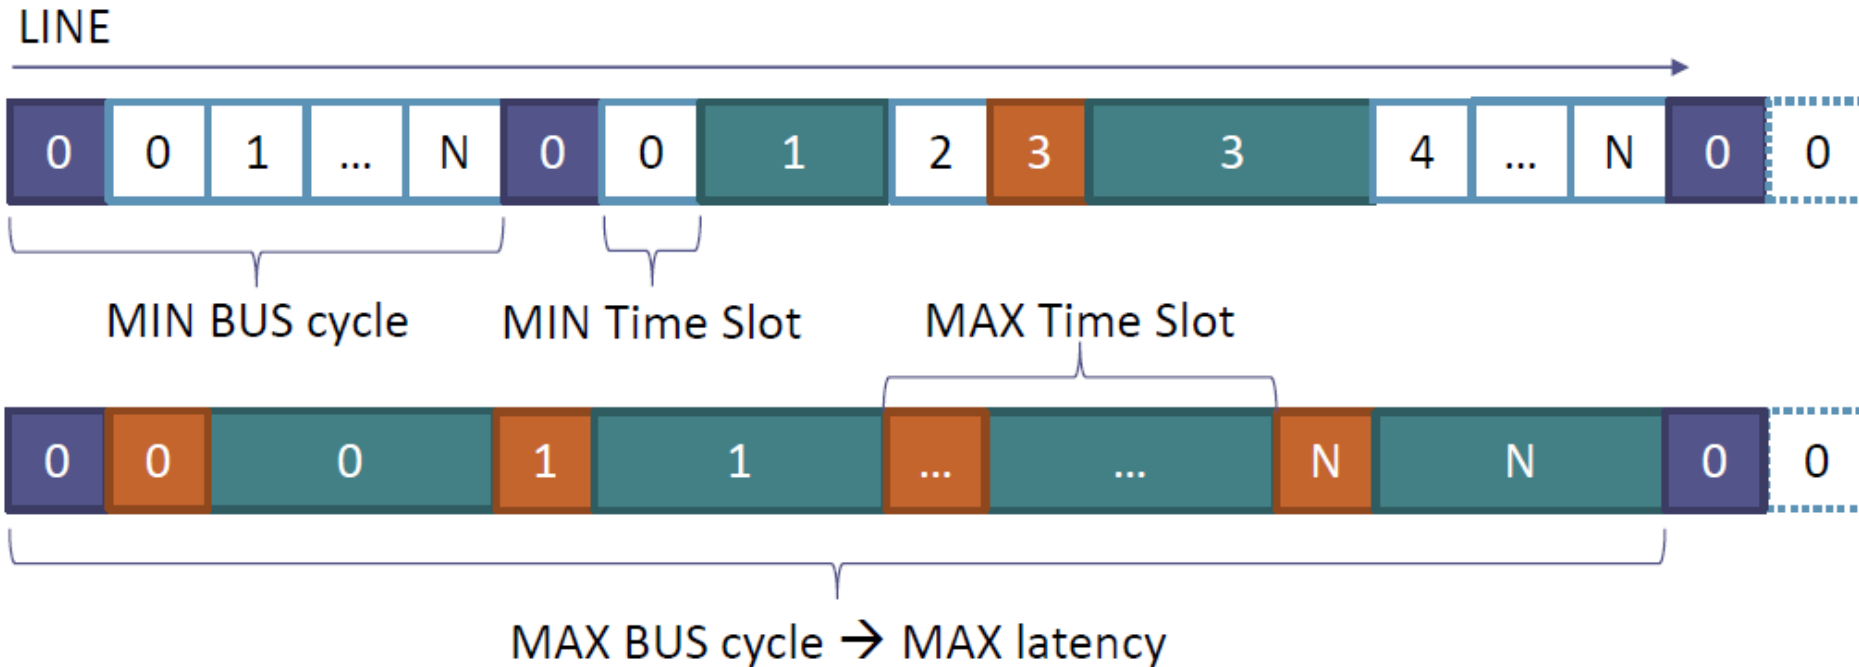 LINE
0 0 1 ... N 0 0 1 2 3 3 4 ... N 0 0
MIN BUS cycle MIN Time Slot MAX Time Slot
0 0 0 1 1 ... ... N N 0 0
MAX BUS cycle → MAX latency